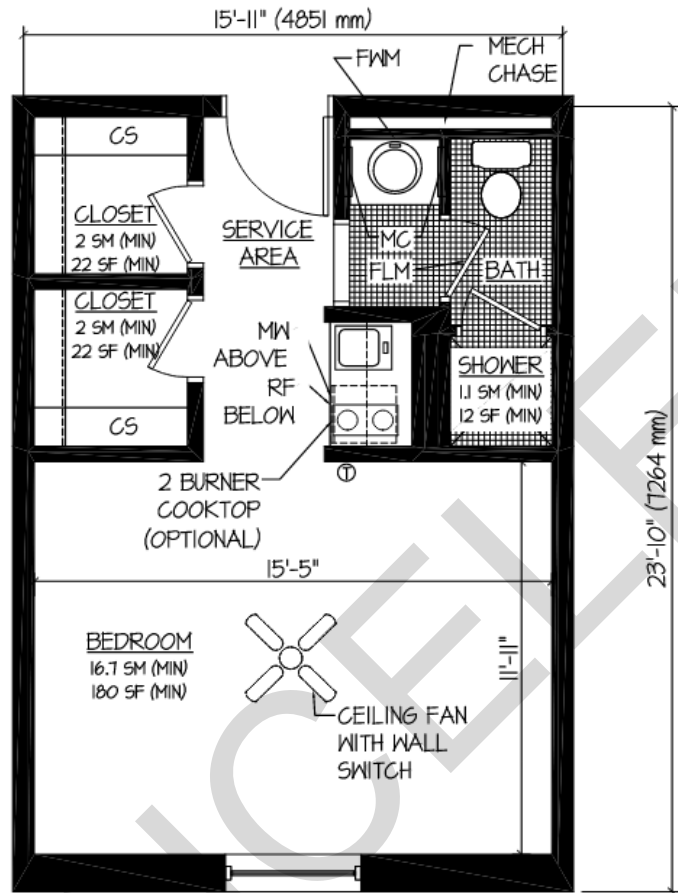 15'-11" (4851 mm)
FWM
MECH
CHASE
CS
CLOSET
2 SM (MIN)
22 SF (MIN)
SERVICE
AREA
MC
FLM
BATH
CLOSET
2 SM (MIN)
22 SF (MIN)
CS
MW
ABOVE
RF
BELOW
SHOWER
1.1 SM (MIN)
12 SF (MIN)
2 BURNER
COOKTOP
(OPTIONAL)
T
23'-10" (7264 mm)
15'-5"
11'-11"
BEDROOM
16.7 SM (MIN)
180 SF (MIN)
CEILING FAN
WITH WALL
SWITCH